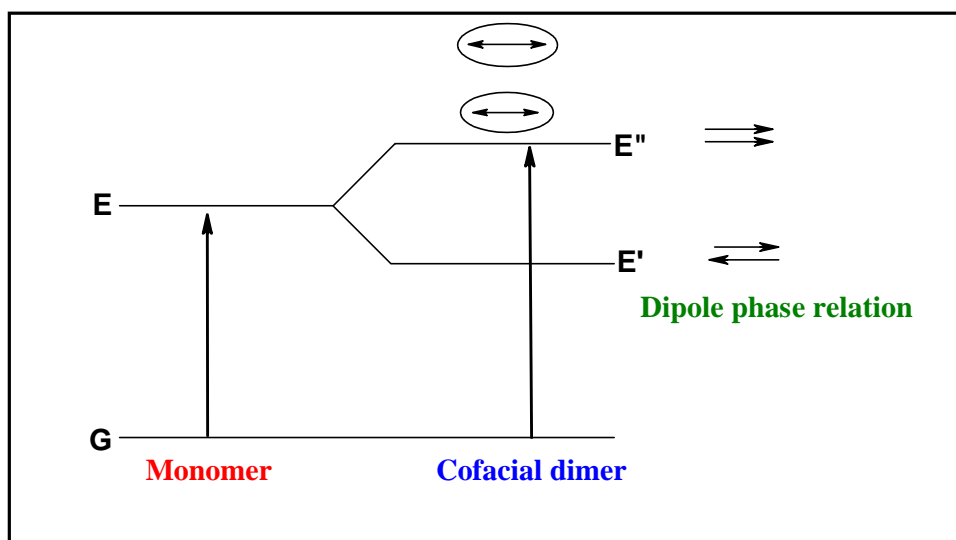 E"
E
E'
Dipole phase relation
G
Monomer
Cofacial dimer